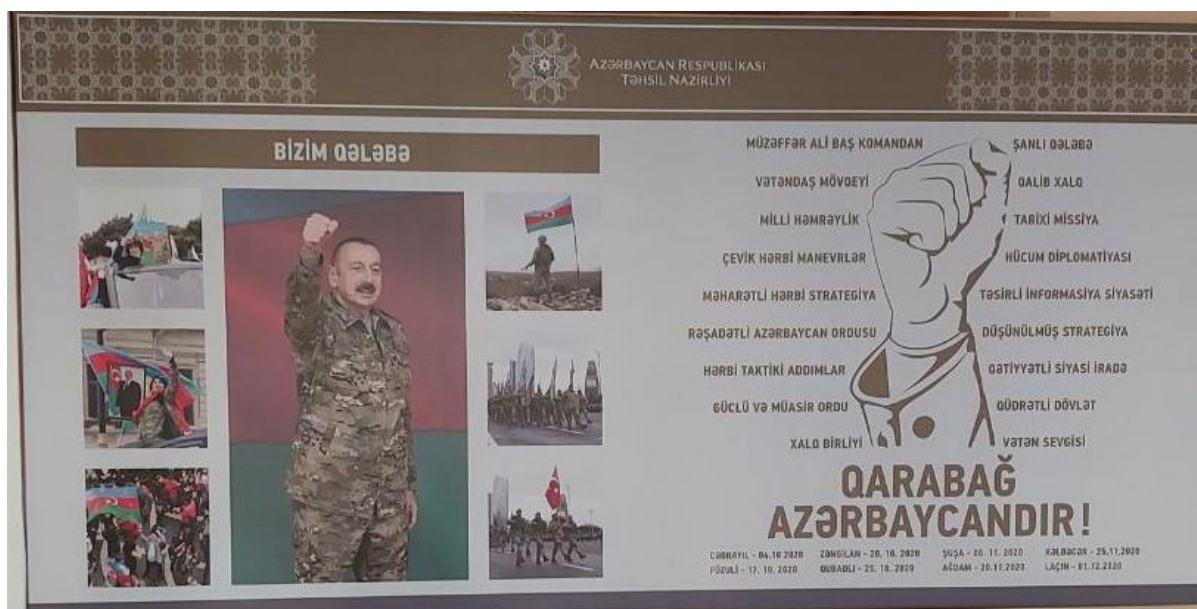 AZƏRBAYCAN RESPUBLİKASI
TƏHSİL NAZİRLİYİ
BİZİM QƏLƏBƏ
MÜZƏFFƏR ALİ BAŞ KOMANDAN
VƏTƏNDAŞ MÖVQEYİ
MİLLİ HƏMRƏYLİK
ÇEVİK HƏRBİ MANEVRLƏR
MƏHARƏTLİ HƏRBİ STRATEGİYA
RƏŞADƏTLİ AZƏRBAYCAN ORDUSU
HƏRBİ TAKTİKİ ADDIMLAR
GÜCLÜ VƏ MÜASİR ORDU
XALQ BİRLİYİ
ŞANLI QƏLƏBƏ
QALİB XALQ
TARİXİ MİSSİYA
HÜCUM DİPLOMATİYASI
TƏSİRLİ İNFORMASİYA SİYASƏTİ
DÜŞÜNÜLMÜŞ STRATEGİYA
QƏTİYYƏTLİ SİYASİ İRADƏ
QÜDRƏTLİ DÖVLƏT
VƏTƏN SEVGİSİ
QARABAĞ
AZƏRBAYCANDIR!
CƏBRAYIL - 04.10.2020 ZƏNGİLAN - 20.10.2020 ŞUŞA - 08.11.2020 KƏLBƏCƏR - 25.11.2020
FÜZULİ - 17.10.2020 QUBADLI - 25.10.2020 AĞDAM - 20.11.2020 LAÇIN - 01.12.2020